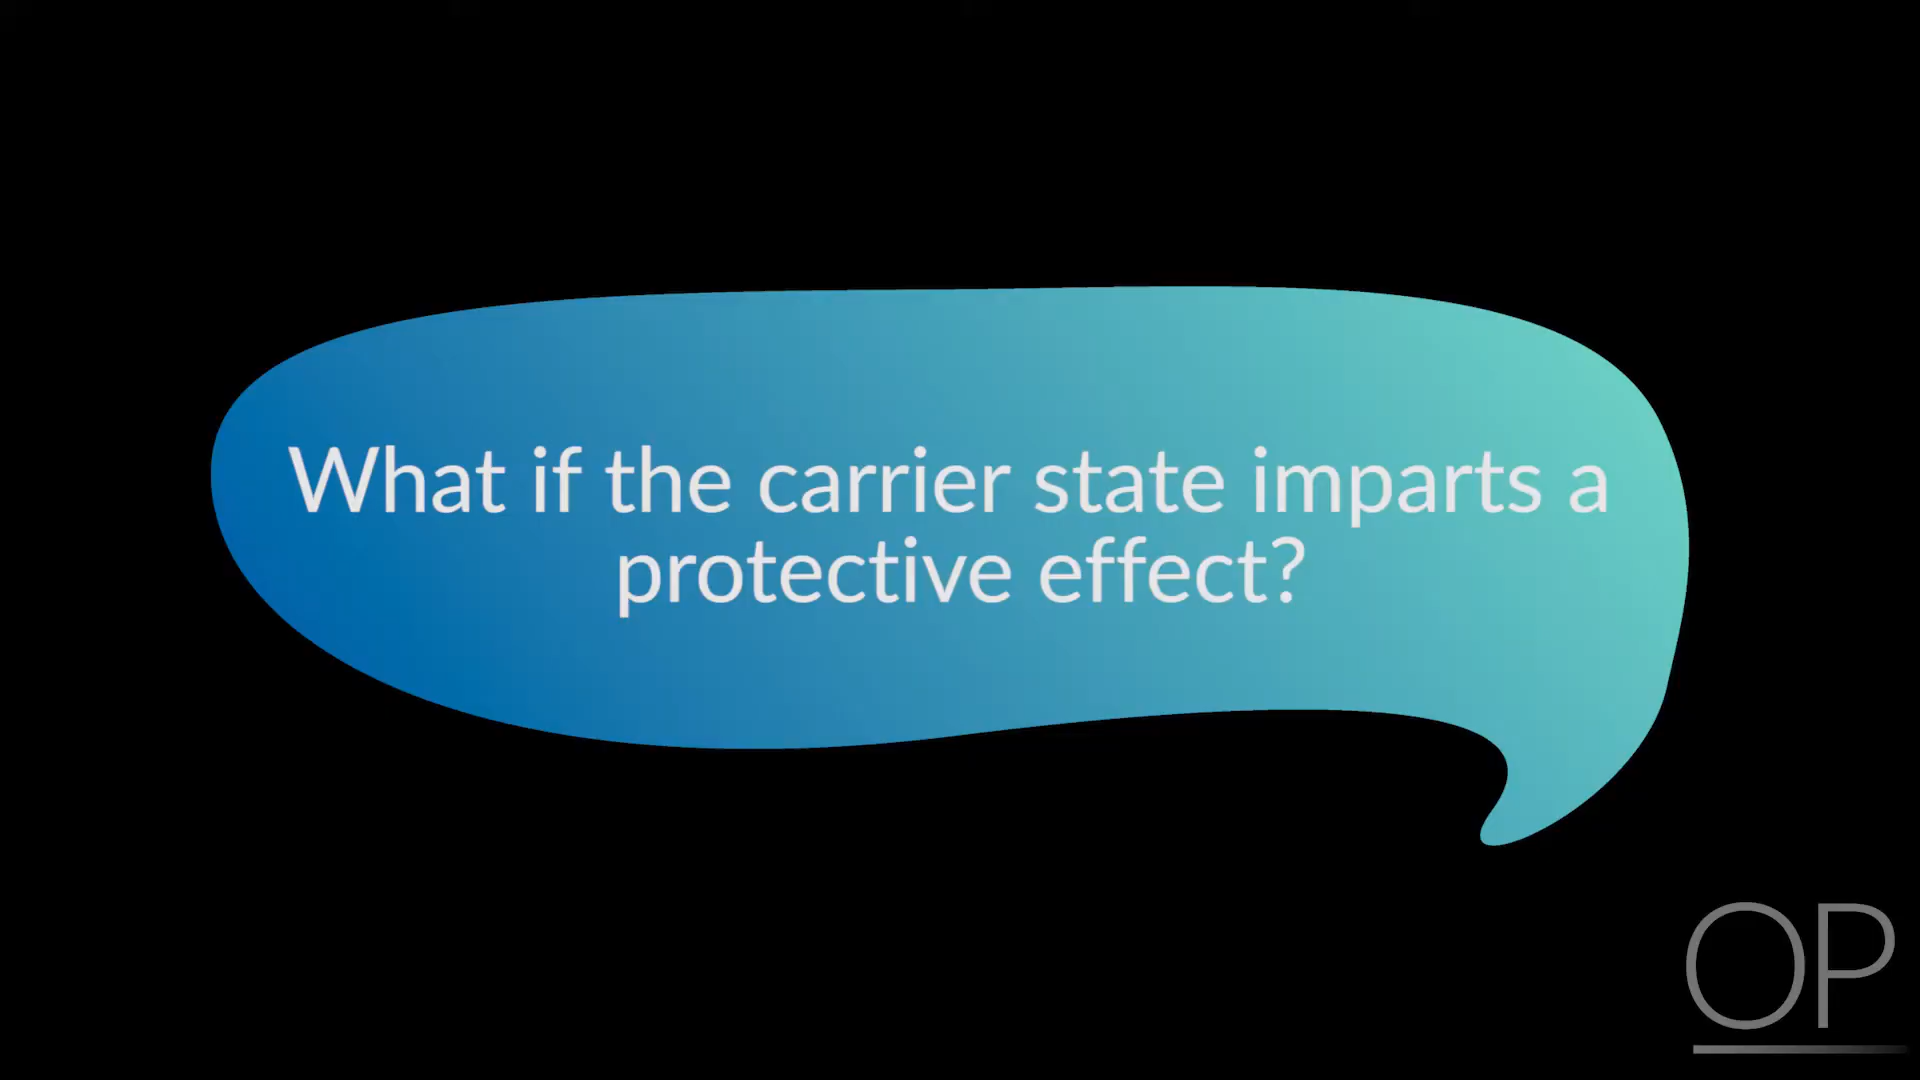 What if the carrier state imparts a
protective effect?
OP